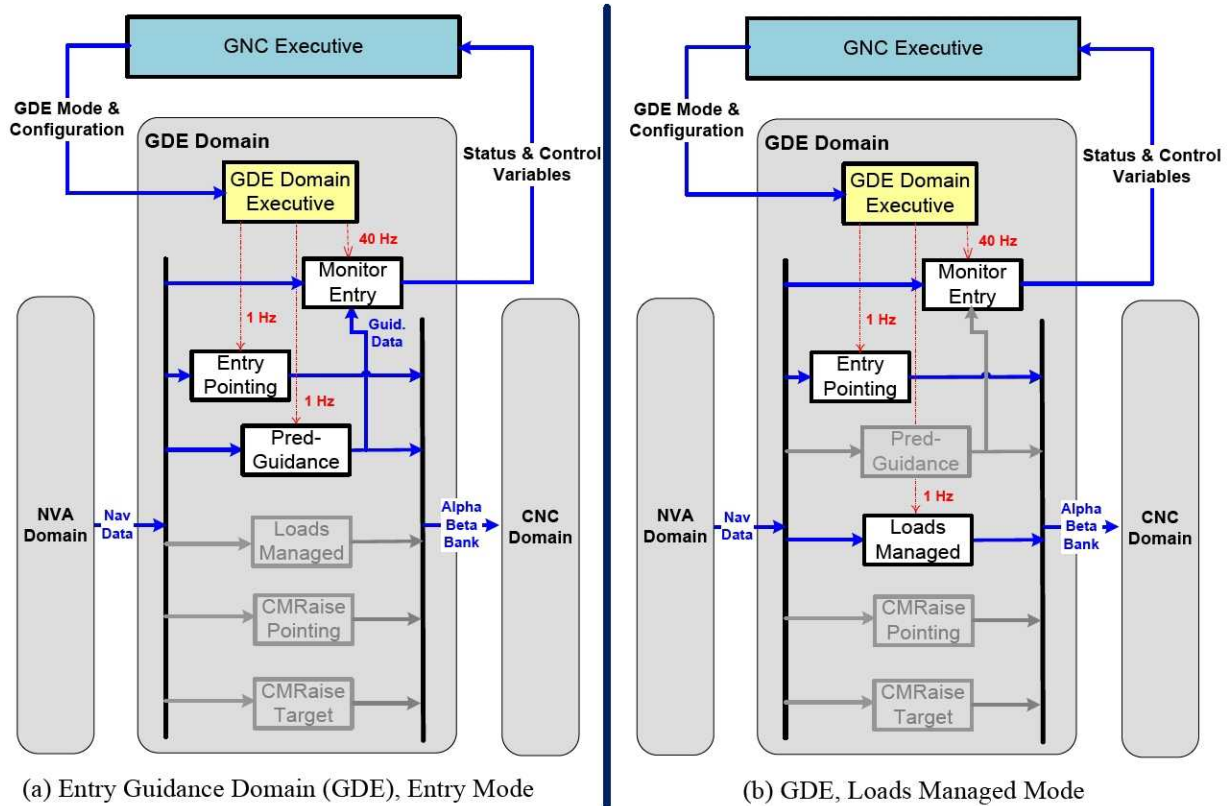 GNC Executive
GDE Mode &
Configuration
GDE Domain
Status & Control
Variables
GDE Domain
Executive
40 Hz
Monitor
Entry
1 Hz
Guid.
Data
Entry
Pointing
1 Hz
Pred-
Guidance
NVA
Domain
Nav
Data
Loads
Managed
Alpha
Beta
Bank
CNC
Domain
CMRaise
Pointing
CMRaise
Target
(a) Entry Guidance Domain (GDE), Entry Mode
GNC Executive
GDE Mode &
Configuration
GDE Domain
Status & Control
Variables
GDE Domain
Executive
40 Hz
Monitor
Entry
1 Hz
Entry
Pointing
Pred-
Guidance
1 Hz
NVA
Domain
Nav
Data
Loads
Managed
Alpha
Beta
Bank
CNC
Domain
CMRaise
Pointing
CMRaise
Target
(b) GDE, Loads Managed Mode